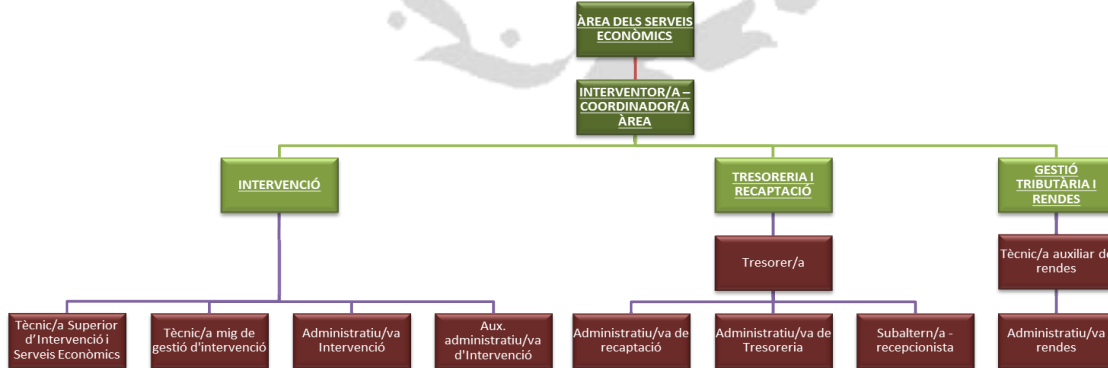 ÀREA DELS SERVEIS
ECONÒMICS
INTERVENTOR/A –
COORDINADOR/A
ÀREA
INTERVENCIÓ
TRESORERIA I
RECAPTACIÓ
GESTIÓ
TRIBUTÀRIA I
RENDES
Tresorer/a
Tècnic/a auxiliar de
rendes
Tècnic/a Superior
d'Intervenció i
Serveis Econòmics
Tècnic/a mig de
gestió d'intervenció
Administratiu/va
Intervenció
Aux.
administratiu/va
d'Intervenció
Administratiu/va de
recaptació
Administratiu/va de
Tresoreria
Subaltern/a -
recepcionista
Administratiu/va
rendes